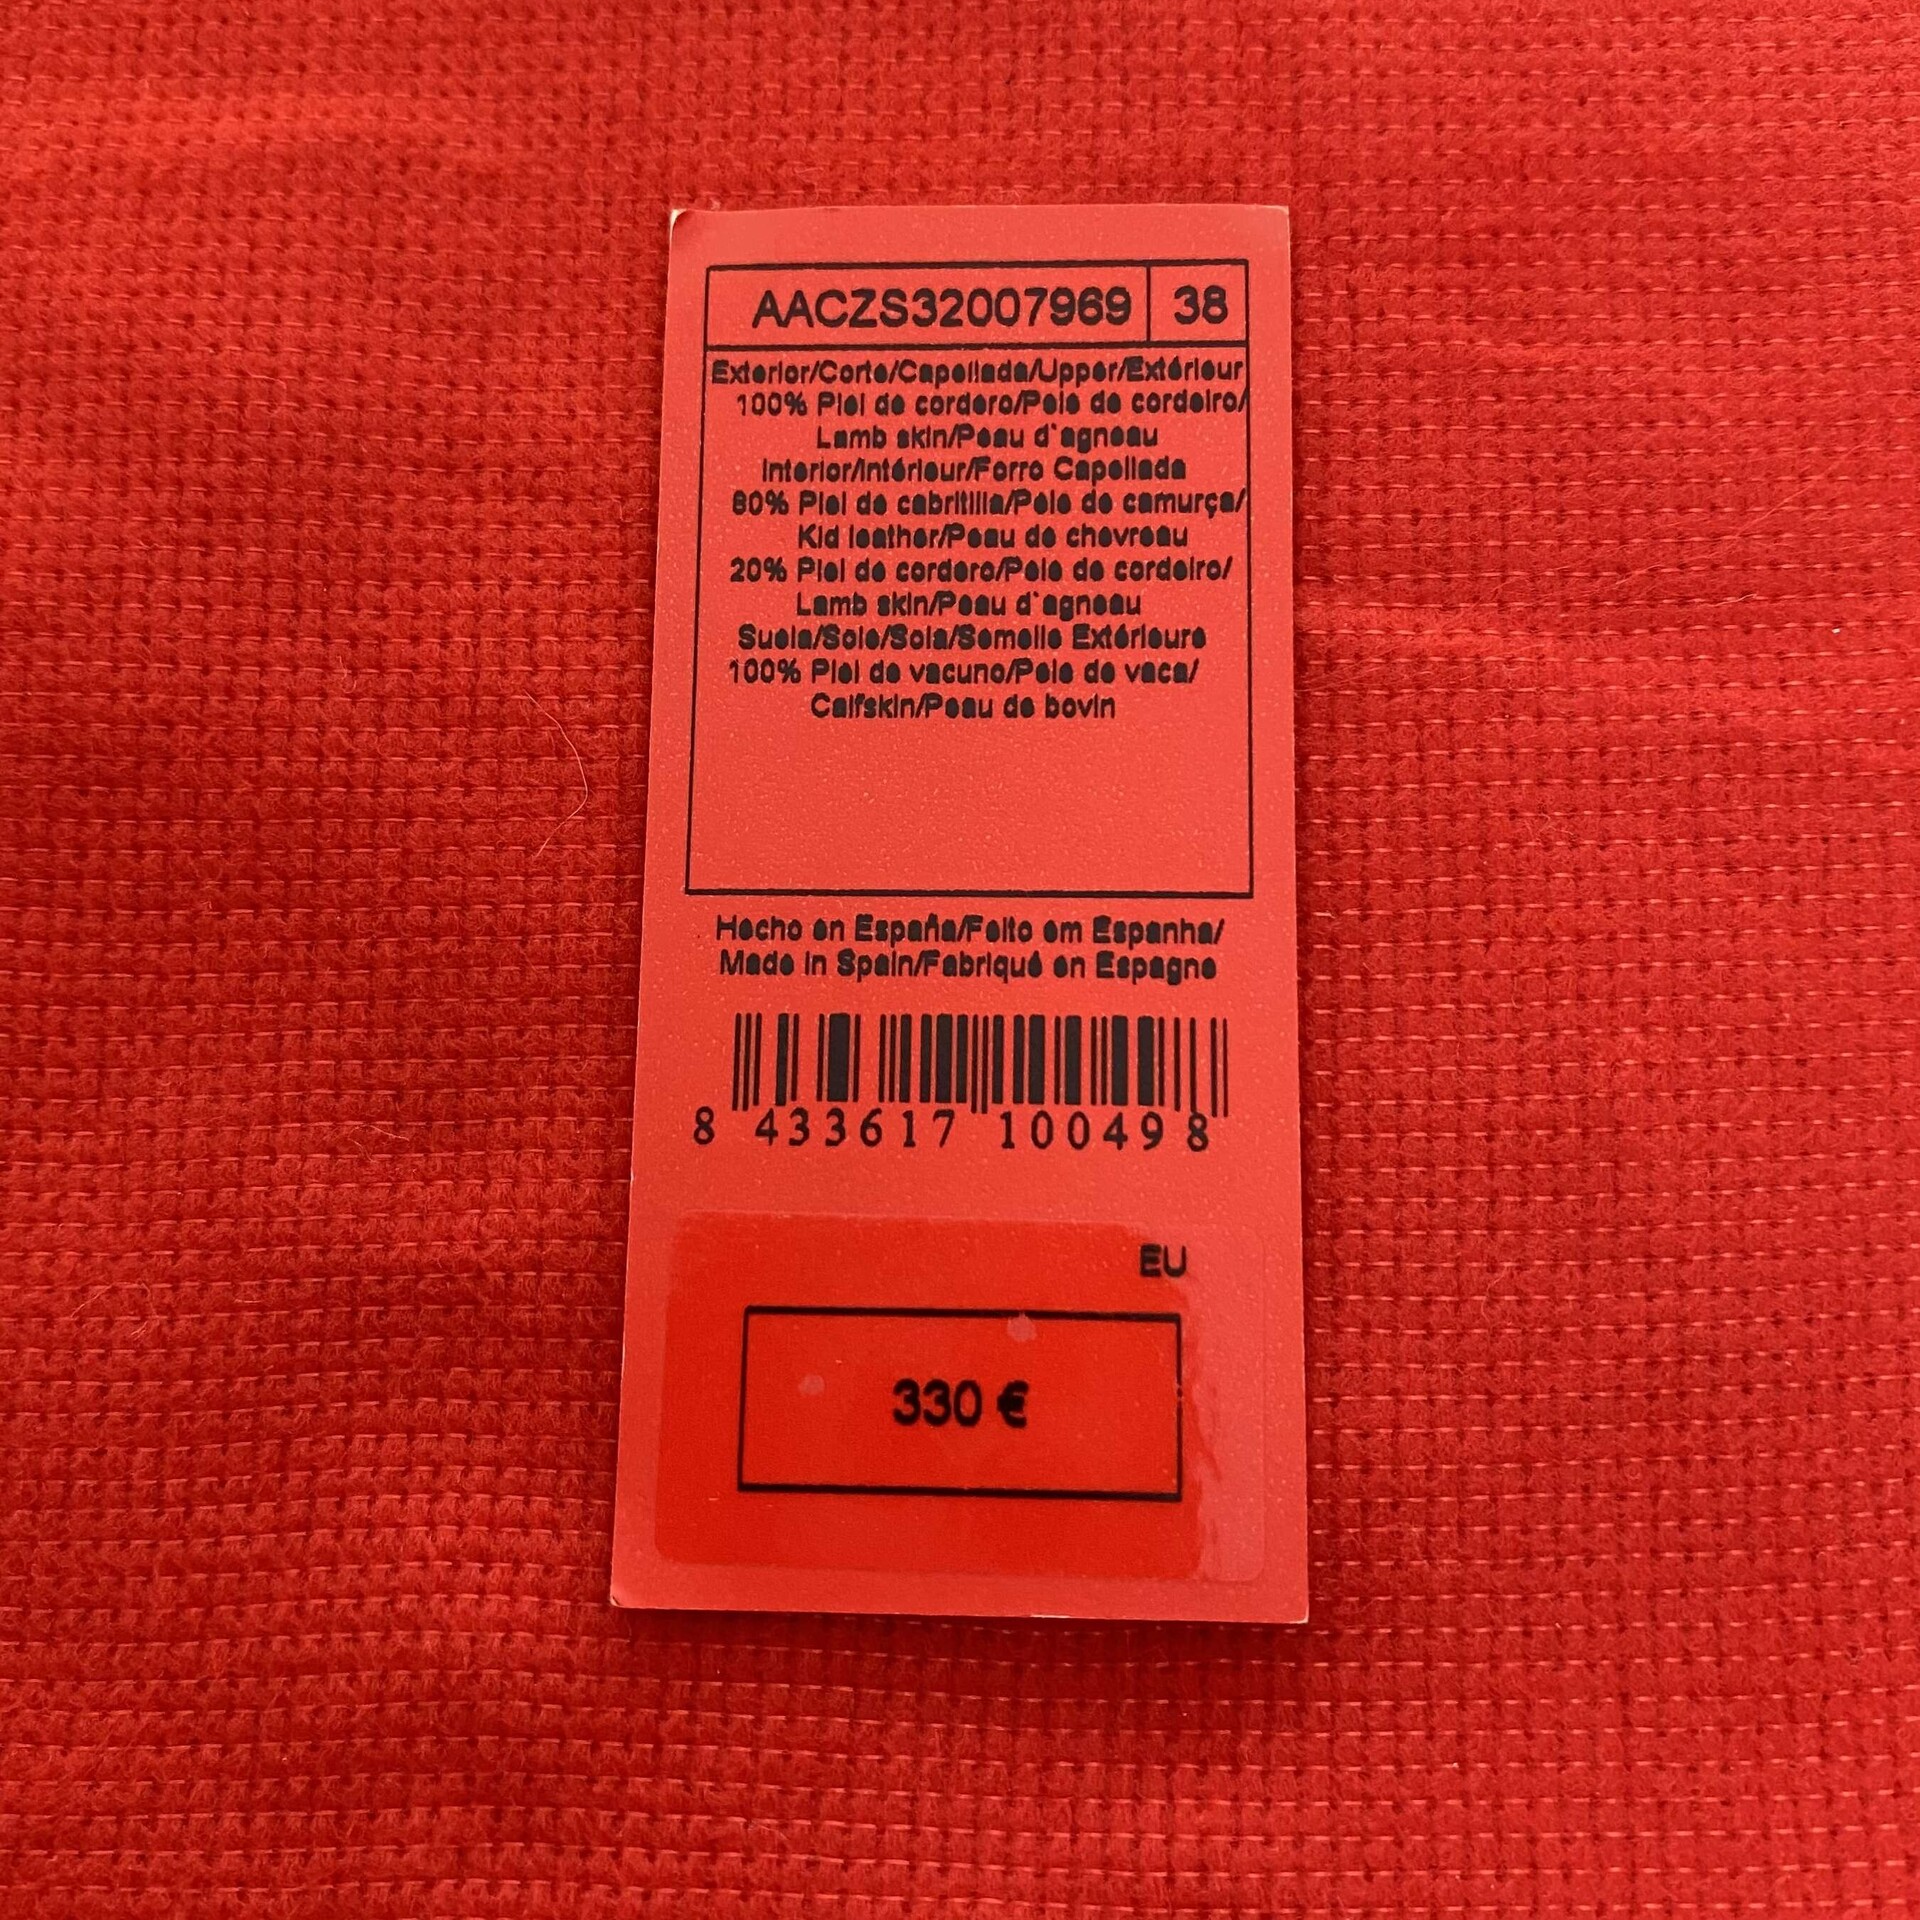 AACZS32007969 38
Exterior/Corte/Capellada/Upper/Extérieur
100% Piel de cordero/Pele de cordeiro/
Lamb skin/Peau d`agneau
Interior/Intérieur/Forro Capellada
80% Piel de cabritilla/Pele de camurça/
Kid leather/Peau de chevreau
20% Piel de cordero/Pele de cordeiro/
Lamb skin/Peau d`agneau
Suela/Sole/Sola/Semelle Extérieure
100% Piel de vacuno/Pele de vaca/
Calfskin/Peau de bovin
Hecho en España/Feito em Espanha/
Made in Spain/Fabriqué en Espagne
8 433617 100498
EU
330 €